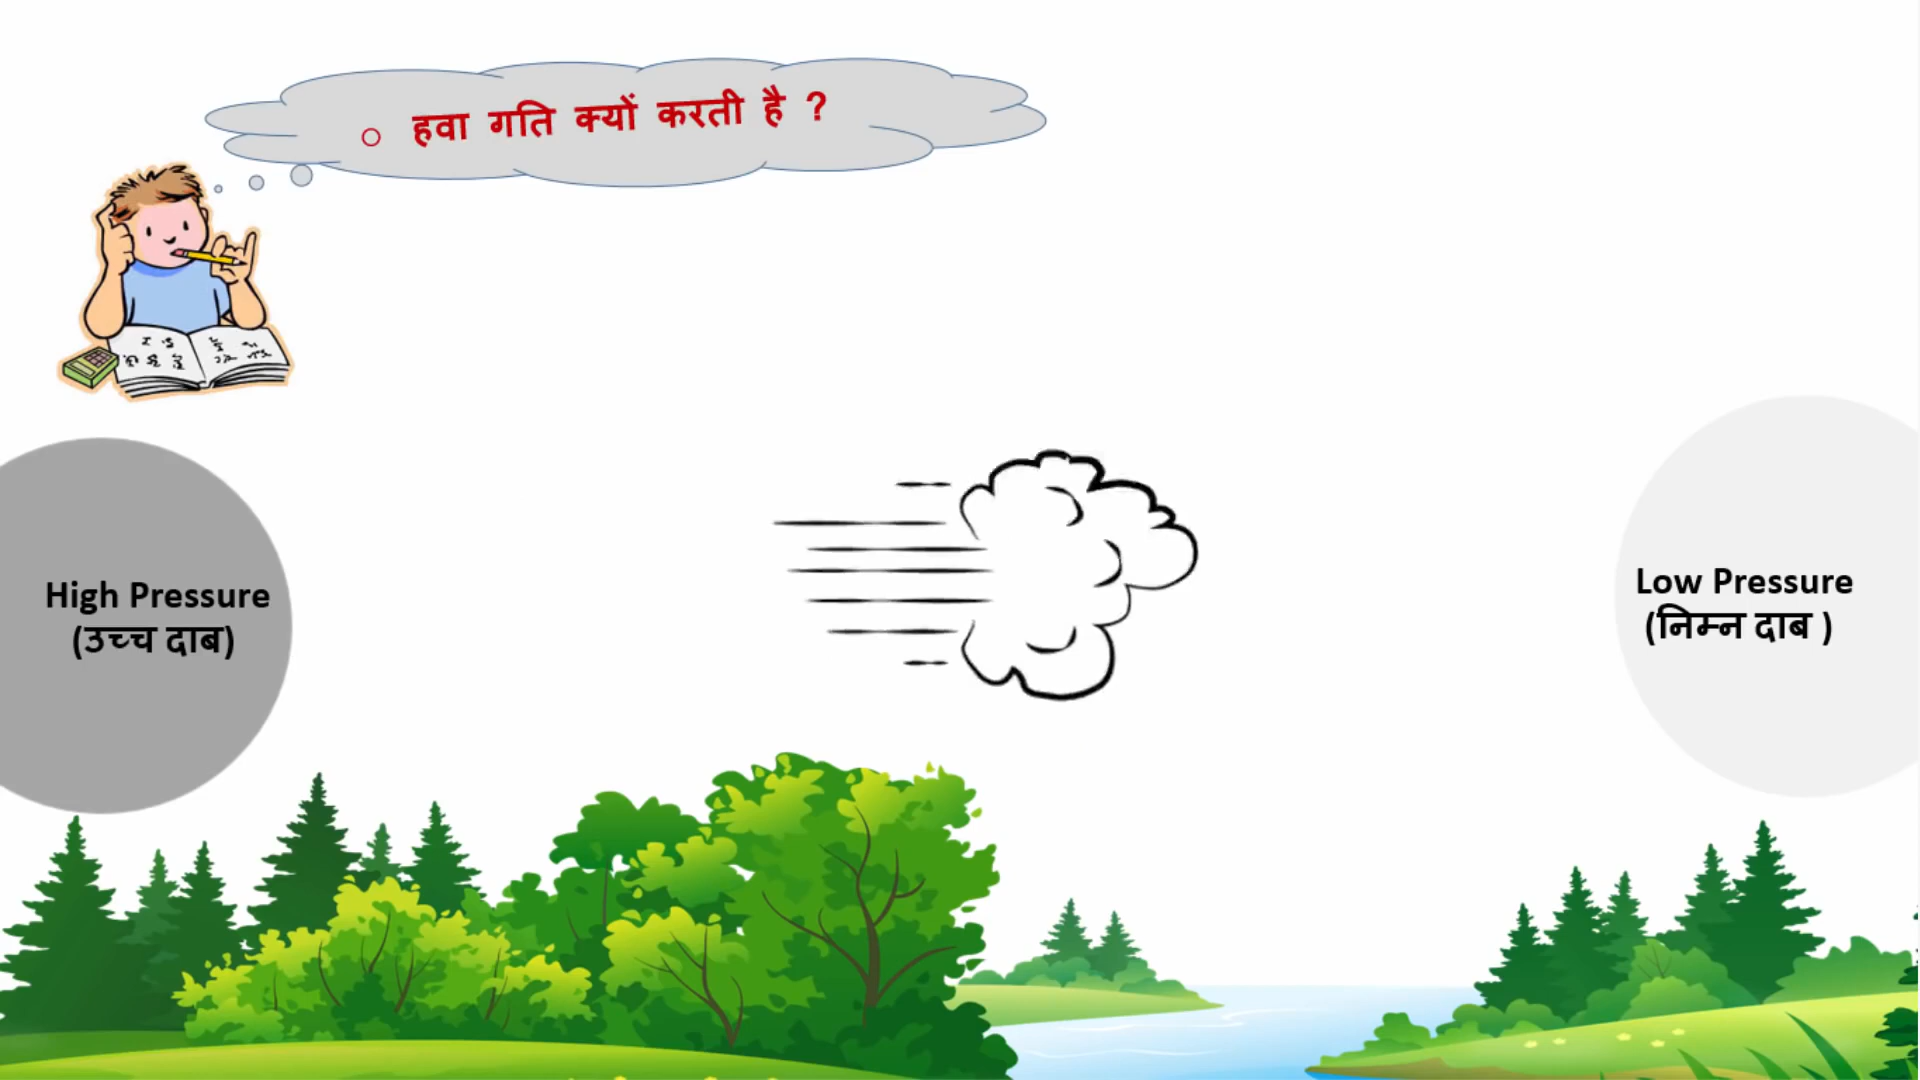 ○ हवा गति क्यों करती है ?
High Pressure
(उच्च दाब)
Low Pressure
(निम्न दाब )